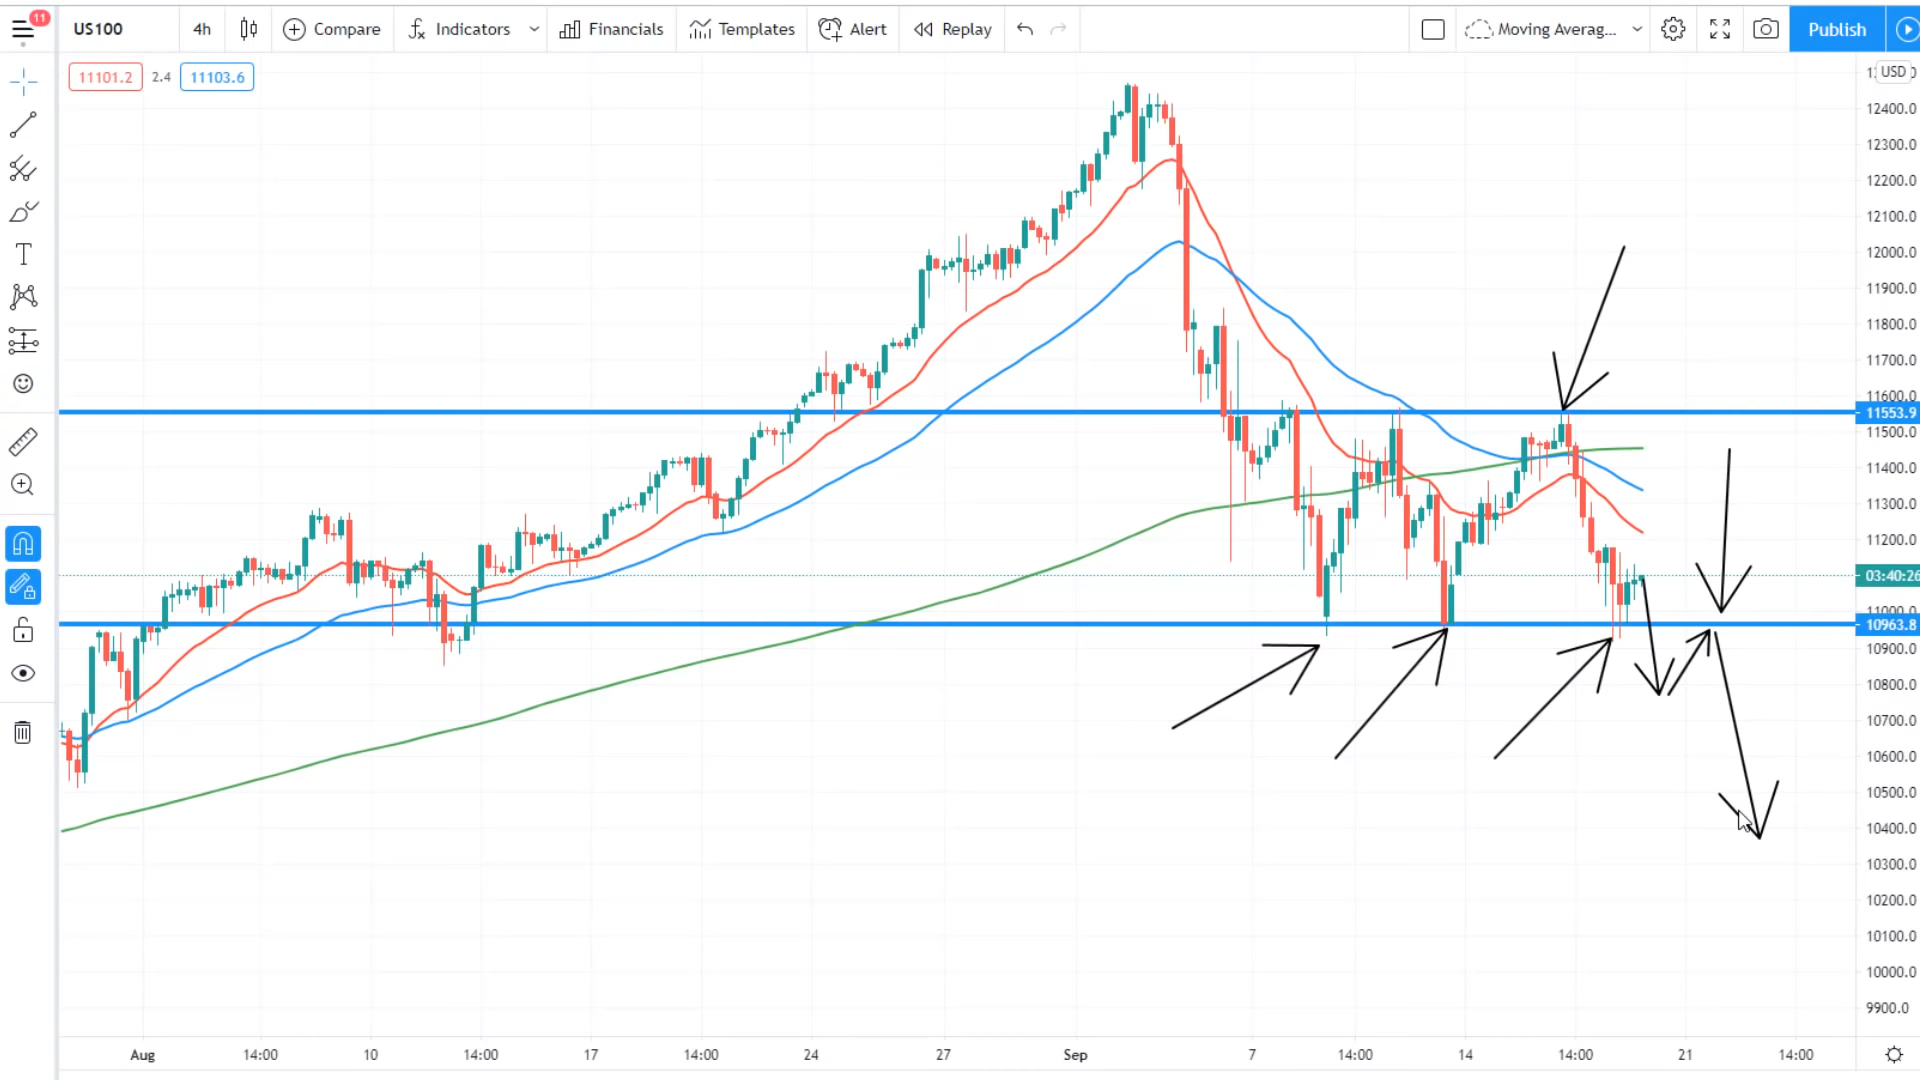 11
US100
4h
Compare
Indicators
Financials
Templates
Alert
Replay
Moving Averag...
Publish
11101.2 2.4 11103.6
USD
12400.0
12300.0
12200.0
12100.0
12000.0
11900.0
11800.0
11700.0
11600.0
11553.9
11500.0
11400.0
11300.0
11200.0
03:40:26
11000.0
10963.8
10900.0
10800.0
10700.0
10600.0
10500.0
10400.0
10300.0
10200.0
10100.0
10000.0
9900.0
Aug 14:00 10 14:00 17 14:00 24 27 Sep 7 14:00 14 14:00 21 14:00